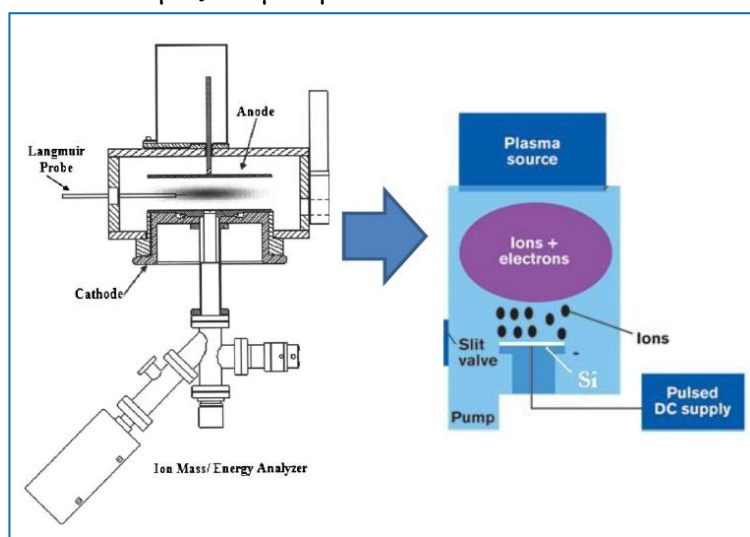 Anode
Langmuir
Probe
Cathode
Ion Mass/ Energy Analyzer
Plasma
source
Ions +
electrons
Ions
Slit
valve
-
Si
Pump
Pulsed
DC supply